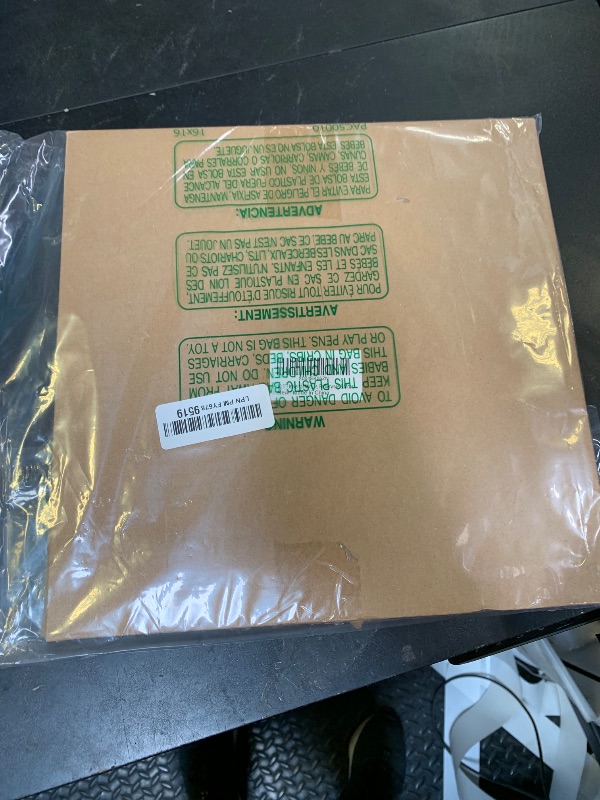 WARNING
TO AVOID DANGER OF
KEEP THIS PLASTIC BAG AWAY FROM
BABIES AND CHILDREN. DO NOT USE
THIS BAG IN CRIBS, BEDS, CARRIAGES
OR PLAY PENS. THIS BAG IS NOT A TOY.
AVERTISSEMENT:
POUR ÉVITER TOUT RISQUE D'ÉTOUFFEMENT,
GARDEZ CE SAC EN PLASTIQUE LOIN DES
BÉBÉS ET LES ENFANTS. N'UTILISEZ PAS CE
SAC DANS LES BERCEAUX, LITS, CHARIOTS OU
PARC AU BÉBÉ. CE SAC N'EST PAS UN JOUET.
ADVERTENCIA:
PARA EVITAR EL PELIGRO DE ASFIXIA, MANTENGA
ESTA BOLSA DE PLASTICO FUERA DEL ALCANCE
DE BEBES Y NINOS. NO USAR ESTA BOLSA EN
CUNAS, CAMAS, CARRIOLAS O CORRALES PARA
BEBES. ESTA BOLSA NO ES UN JUGUETE.
16x16
LPN PM EY678 9519